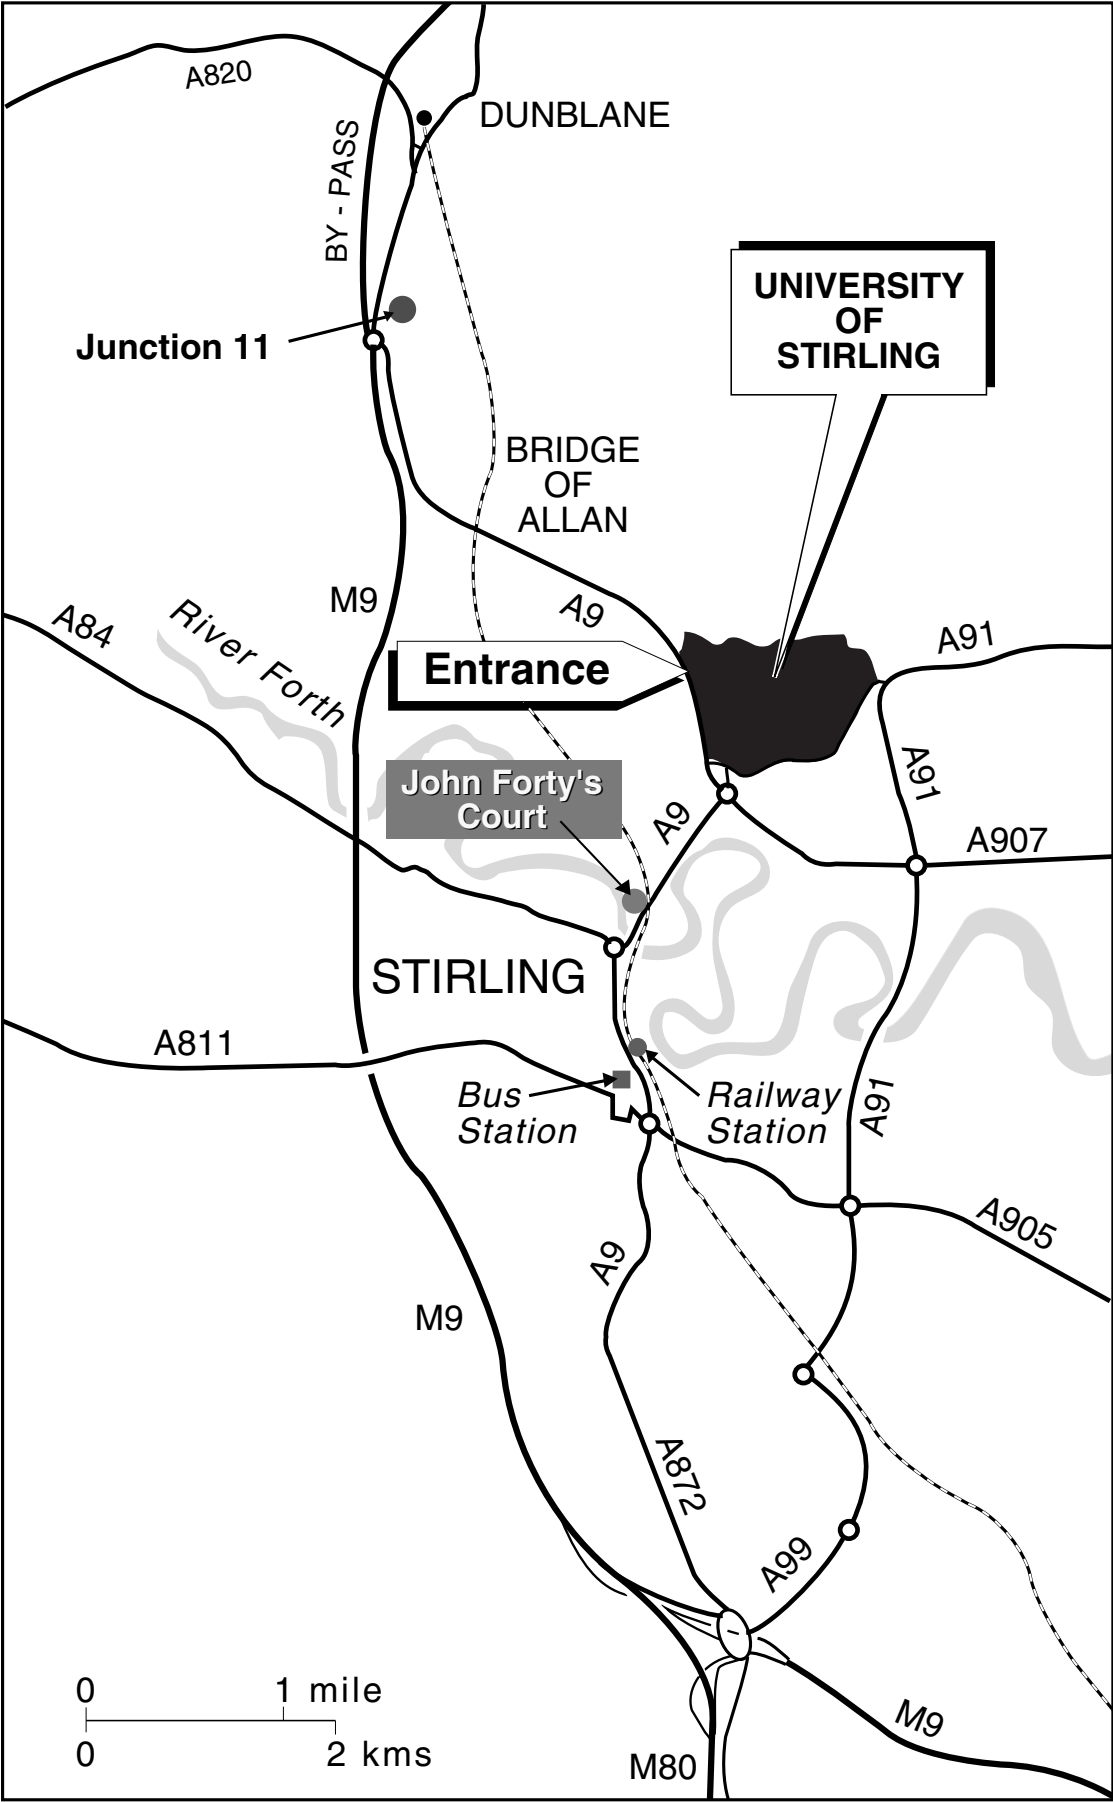 A820
DUNBLANE
BY - PASS
UNIVERSITY
OF
STIRLING
Junction 11
BRIDGE
OF
ALLAN
M9
A9
A84
River Forth
A91
Entrance
A91
John Forty's
Court
A9
A907
STIRLING
A811
Bus
Station
Railway
Station
A91
A905
A9
M9
A872
A99
0
1 mile
0
2 kms
M9
M80